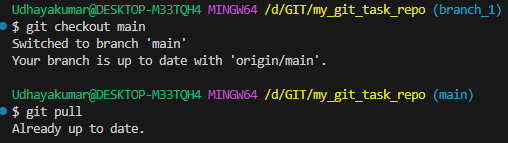 Udhayakumar@DESKTOP-M33TQH4 MINGW64 /d/GIT/my_git_task_repo (branch_1)
$ git checkout main
Switched to branch 'main'
Your branch is up to date with 'origin/main'.
Udhayakumar@DESKTOP-M33TQH4 MINGW64 /d/GIT/my_git_task_repo (main)
$ git pull
Already up to date.